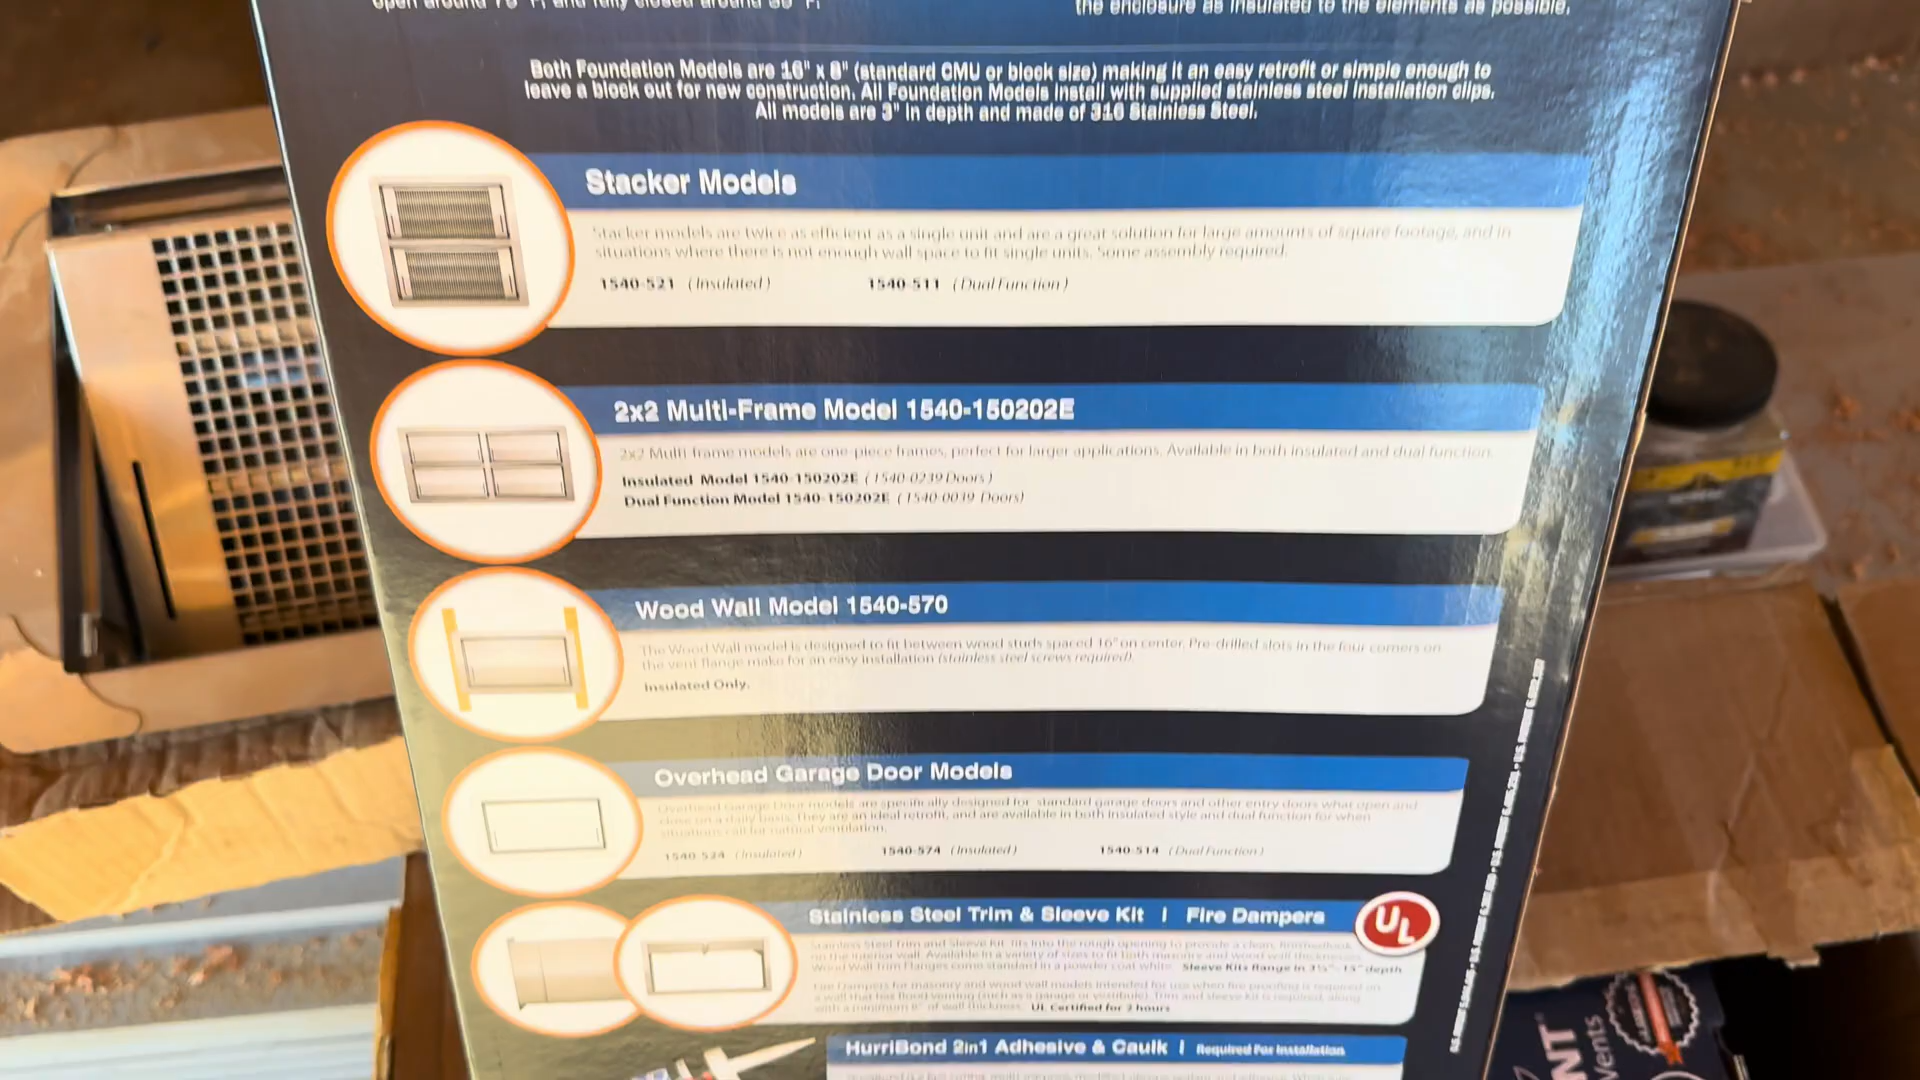 the enclosure as insulated to the elements as possible.
Both Foundation Models are 16" x 8" (standard CMU or block size) making it an easy retrofit or simple enough to
leave a block out for new construction. All Foundation Models install with supplied stainless steel installation clips.
All models are 3" in depth and made of 316 Stainless Steel.
Stacker Models
Stacker models are twice as efficient as a single unit and are a great solution for large amounts of square footage, and in
situations where there is not enough wall space to fit single units. Some assembly required.
1540-521 (Insulated) 1540-511 (Dual Function)
2x2 Multi-Frame Model 1540-150202E
2x2 Multi frame models are one-piece frames, perfect for larger applications. Available in both insulated and dual function.
Insulated Model 1540-150202E (1540-0239 Doors)
Dual Function Model 1540-150202E (1540-0039 Doors)
Wood Wall Model 1540-570
The Wood Wall model is designed to fit between wood studs spaced 16" on center. Pre-drilled slots in the four corners on
the vent flange make for an easy installation (stainless steel screws required).
Insulated Only.
Overhead Garage Door Models
Overhead Garage Door models are specifically designed for standard garage doors and other entry doors what open and
close on a daily basis. They are an ideal retrofit, and are available in both insulated style and dual function for when
situations call for natural ventilation.
1540-524 (Insulated) 1540-574 (Insulated) 1540-514 (Dual Function)
Stainless Steel Trim & Sleeve Kit | Fire Dampers
UL
Stainless Steel Trim and Sleeve Kit fits into the rough opening to provide a clean,
on the interior wall. Available in a variety of sizes to fit both masonry and wood wall
Wood Wall Trim Flanges come standard in a powder coat white. Sleeve Kits Range in depth
Fire Dampers for masonry and wood wall models intended for use when fire proofing is required on
a wall that has flood venting (such as a garage or vestibule). Trim and sleeve kit is required, along
with a minimum of wall thickness. UL Certified for 2 hours
HurriBond 2in1 Adhesive & Caulk | Required For Installation
NT
Vents